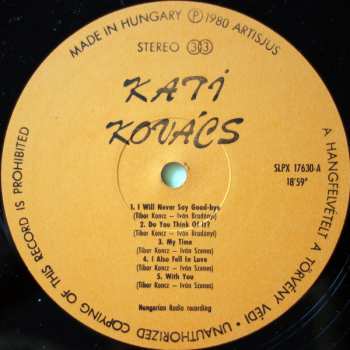 MADE IN HUNGARY Ⓟ 1980 ARTISJUS
STEREO 33
KATI
KOVÁCS
SLPX 17630-A
18'59"
1. I Will Never Say Good-bye
(Tibor Koncz — Iván Bradányi)
2. Do You Think Of It?
(Tibor Koncz — Iván Bradányi)
3. My Time
(Tibor Koncz — Iván Szenes)
4. I Also Fell In Love
(Tibor Koncz — Iván Szenes)
5. With You
(Tibor Koncz — Iván Szenes)
Hungarian Radio recording
A HANGFELVÉTELT A TÖRVÉNY VÉDI • UNAUTHORIZED COPYING OF THIS RECORD IS PROHIBITED